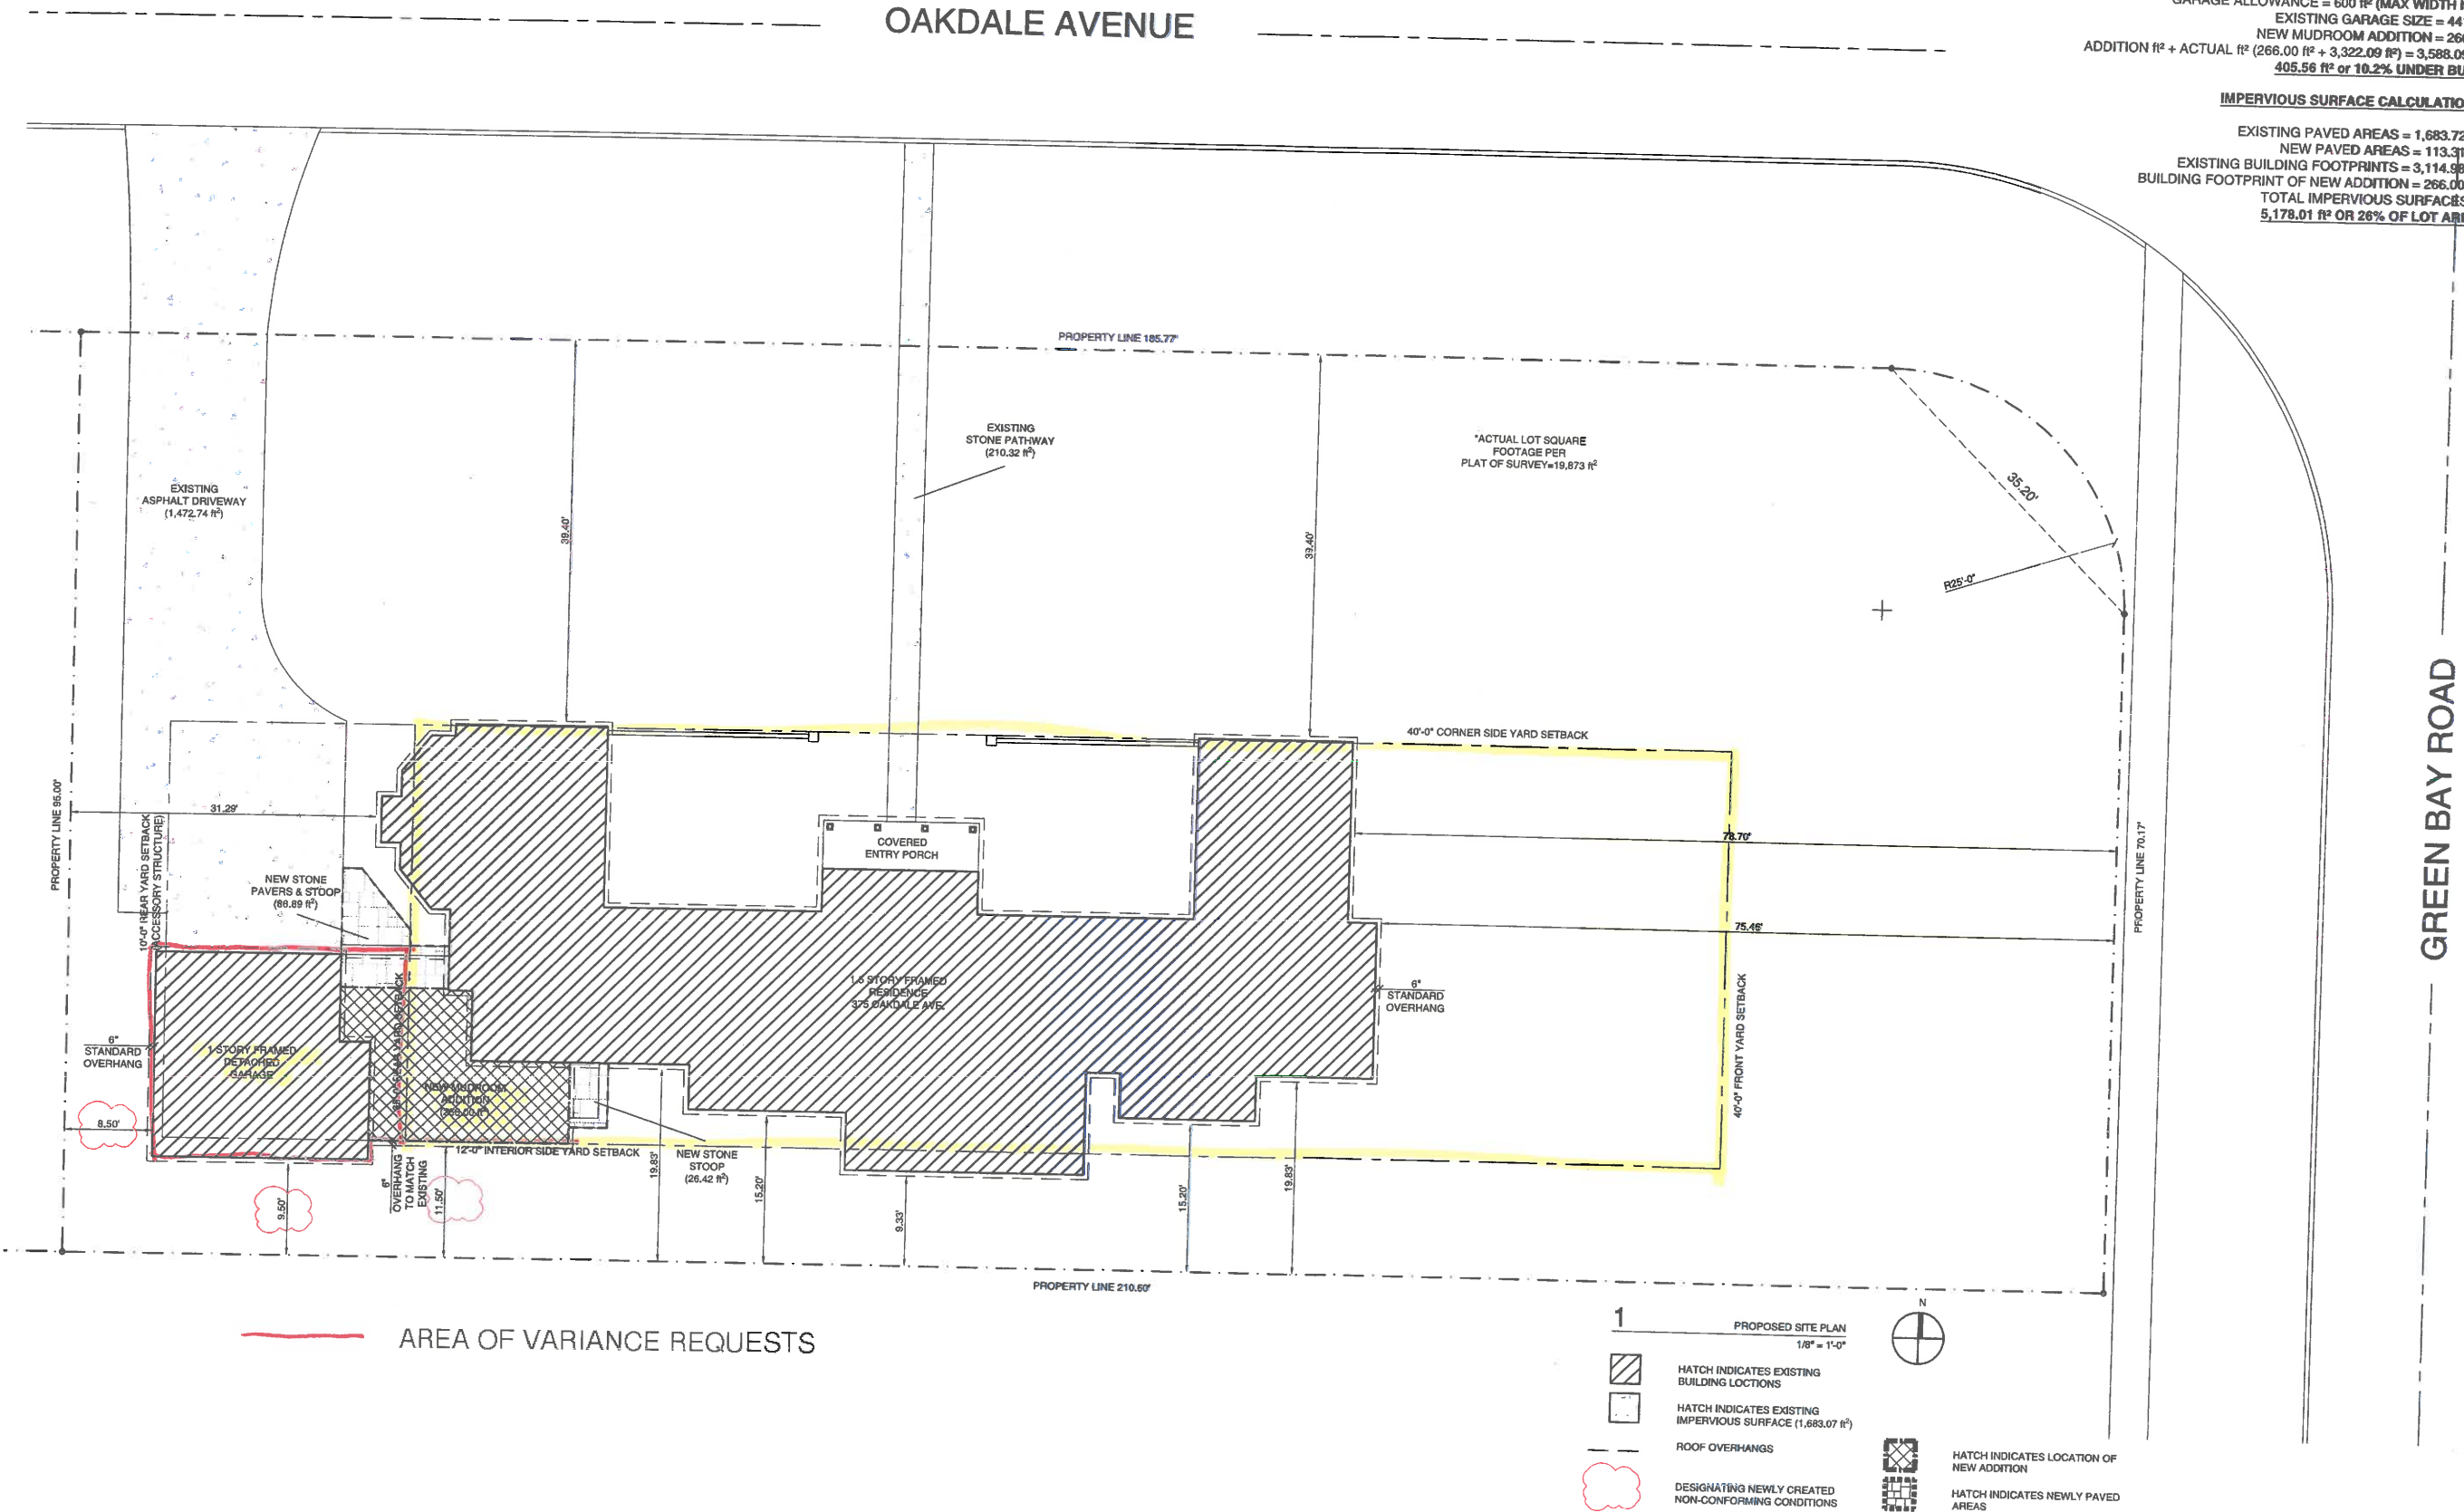 OAKDALE AVENUE
GARAGE ALLOWANCE = 600 ft² (MAX WIDTH
EXISTING GARAGE SIZE = 44
NEW MUDROOM ADDITION = 26
ADDITION ft² + ACTUAL ft² (266.00 ft² + 3,322.09 ft²) = 3,588.0
405.56 ft² or 10.2% UNDER BU
IMPERVIOUS SURFACE CALCULATIO
EXISTING PAVED AREAS = 1,683.72
NEW PAVED AREAS = 113.31
EXISTING BUILDING FOOTPRINTS = 3,114.98
BUILDING FOOTPRINT OF NEW ADDITION = 266.00
TOTAL IMPERVIOUS SURFACES
5,178.01 ft² OR 26% OF LOT ARE
PROPERTY LINE 185.77'
EXISTING
STONE PATHWAY
(210.32 ft²)
*ACTUAL LOT SQUARE
FOOTAGE PER
PLAT OF SURVEY=19,873 ft²
EXISTING
ASPHALT DRIVEWAY
(1,472.74 ft²)
39.40'
39.40'
35.20'
R25'-0"
GREEN BAY ROAD
40'-0" CORNER SIDE YARD SETBACK
PROPERTY LINE 95.00'
31.29'
10'-0" REAR YARD SETBACK
(ACCESSORY STRUCTURE)
COVERED
ENTRY PORCH
78.70'
PROPERTY LINE 70.17'
NEW STONE
PAVERS & STOOP
(86.89 ft²)
75.46'
1.5 STORY FRAMED
RESIDENCE
375 OAKDALE AVE.
6"
STANDARD
OVERHANG
40'-0" FRONT YARD SETBACK
6"
STANDARD
OVERHANG
1 STORY FRAMED
DETACHED
GARAGE
REAR YARD SETBACK
NEW MUDROOM
ADDITION
(266.00 ft²)
8.50'
12'-0" INTERIOR SIDE YARD SETBACK
NEW STONE
STOOP
(26.42 ft²)
9.50'
6"
OVERHANG
TO MATCH
EXISTING
11.50'
19.83'
15.20'
9.33'
15.20'
19.83'
PROPERTY LINE 210.60'
AREA OF VARIANCE REQUESTS
1
PROPOSED SITE PLAN
1/8" = 1'-0"
N
HATCH INDICATES EXISTING
BUILDING LOCTIONS
HATCH INDICATES EXISTING
IMPERVIOUS SURFACE (1,683.07 ft²)
ROOF OVERHANGS
DESIGNATING NEWLY CREATED
NON-CONFORMING CONDITIONS
HATCH INDICATES LOCATION OF
NEW ADDITION
HATCH INDICATES NEWLY PAVED
AREAS